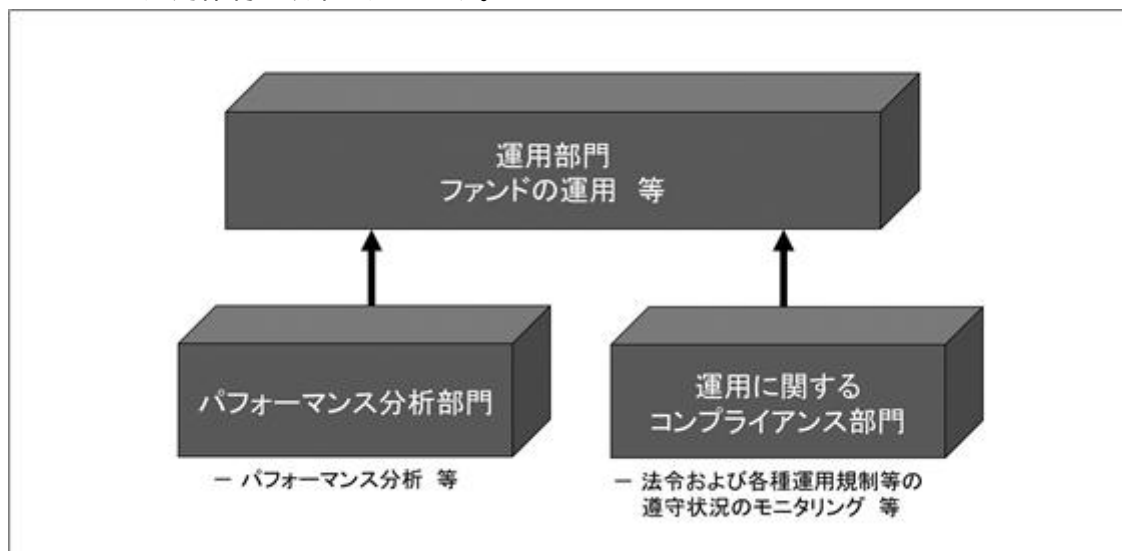 運用部門
ファンドの運用 等
パフォーマンス分析部門
運用に関する
コンプライアンス部門
－ パフォーマンス分析 等
－ 法令および各種運用規制等の
遵守状況のモニタリング 等